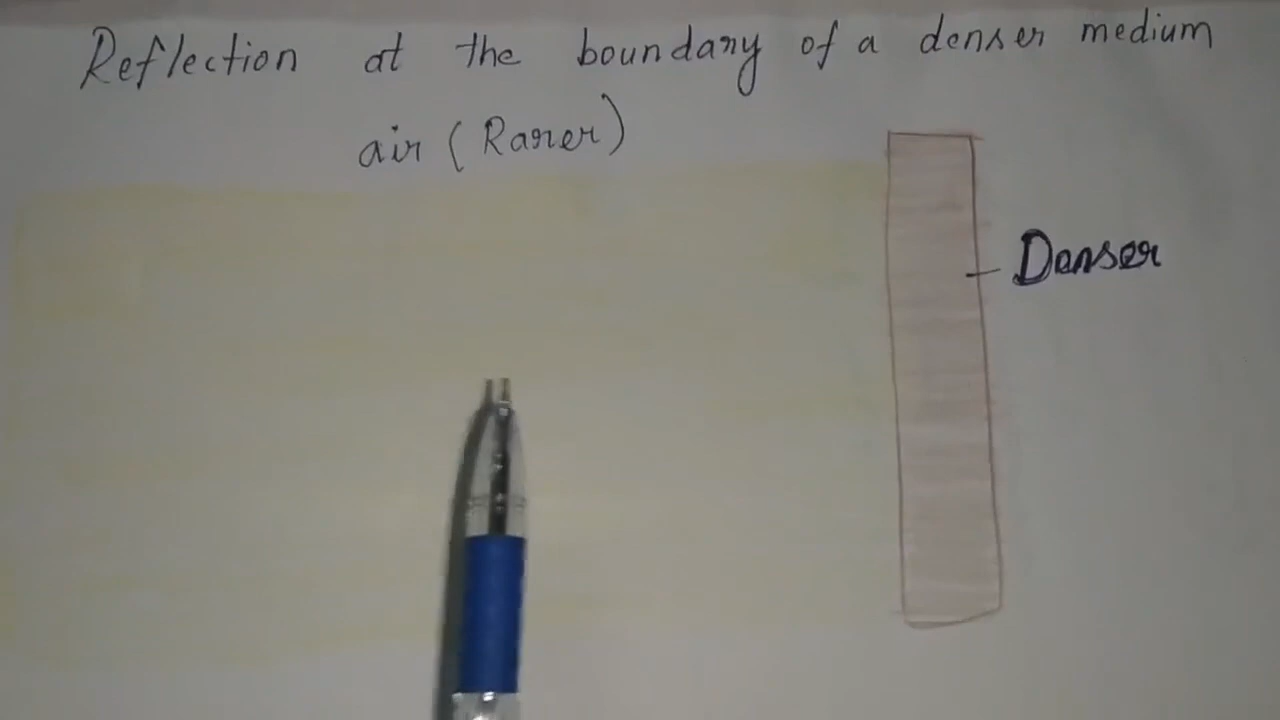 Reflection at the boundary of a denser medium
air (Rarer)
Denser